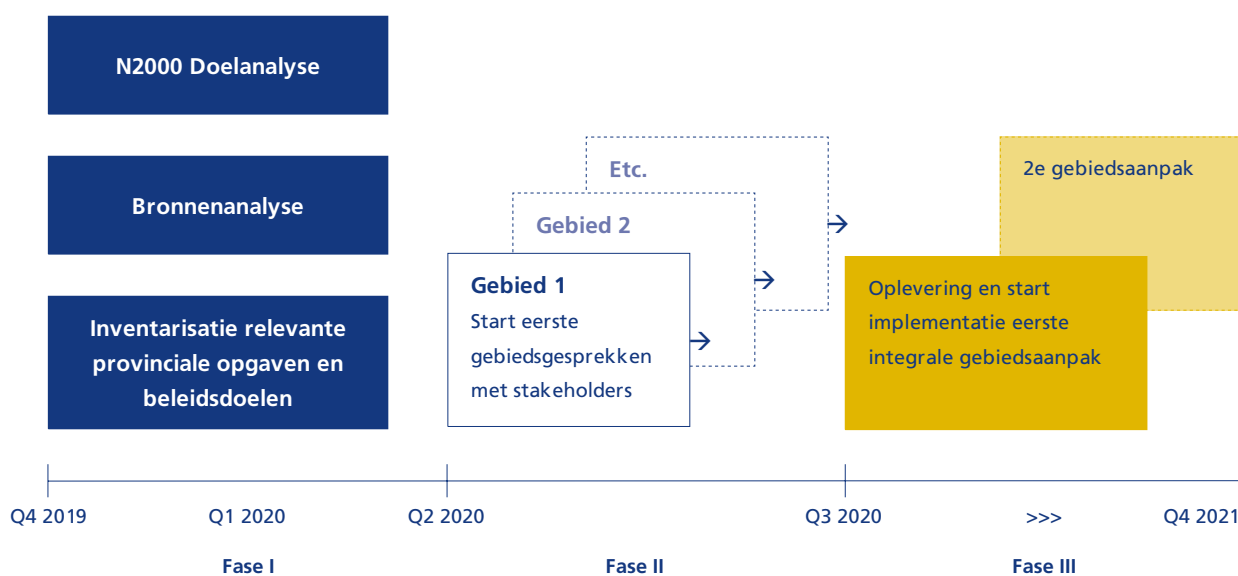 N2000 Doelanalyse
Bronnenanalyse
Inventarisatie relevante
provinciale opgaven en
beleidsdoelen
Etc.
Gebied 2
Gebied 1
Start eerste
gebiedsgesprekken
met stakeholders
2e gebiedsaanpak
Oplevering en start
implementatie eerste
integrale gebiedsaanpak
Q4 2019 Q1 2020 Q2 2020 Q3 2020 >>> Q4 2021
Fase I Fase II Fase III